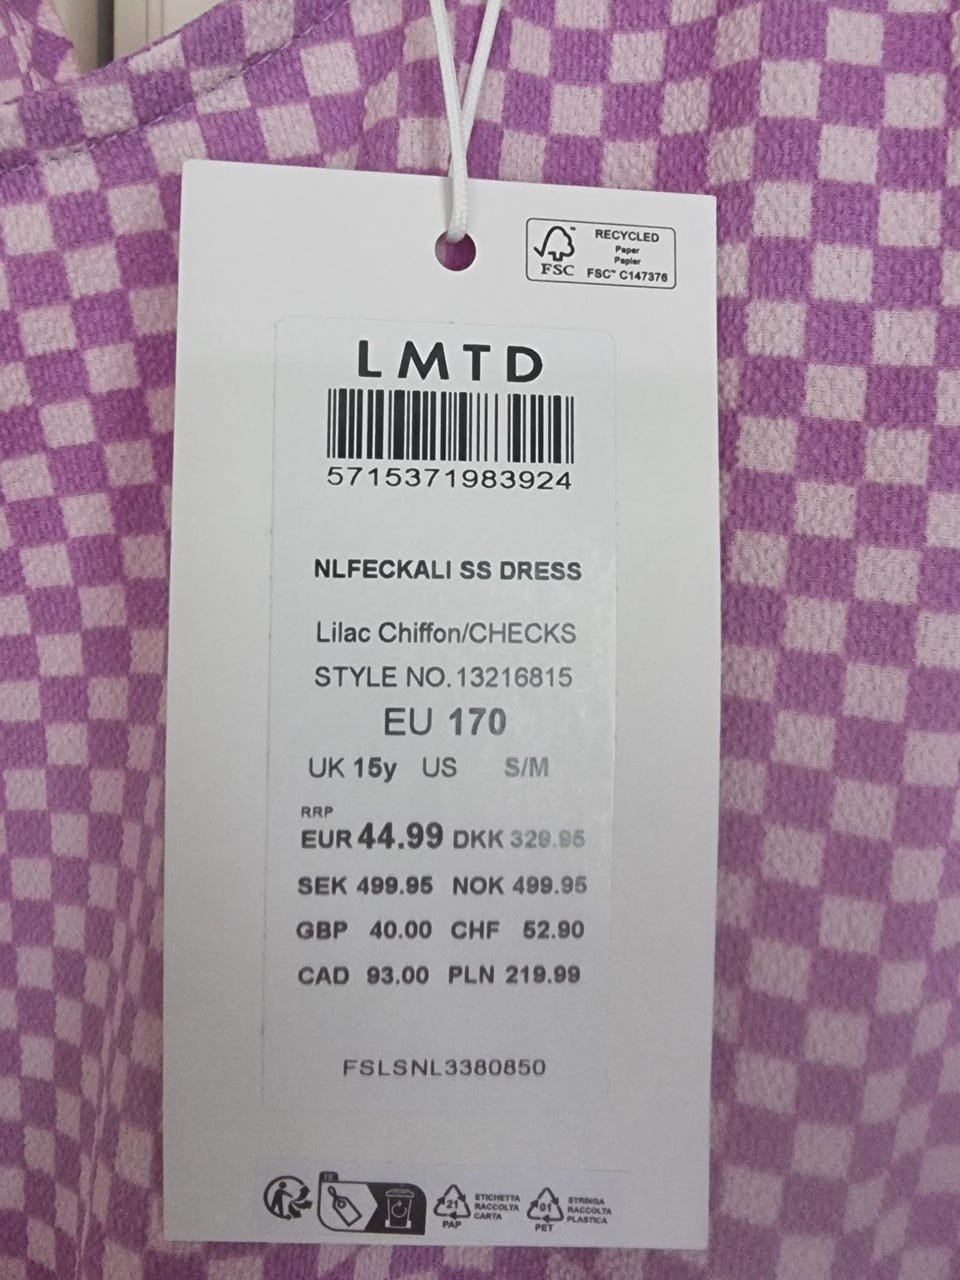 RECYCLED
Paper
Papier
FSC™ C147376
FSC
LMTD
5715371983924
NLFECKALI SS DRESS
Lilac Chiffon/CHECKS
STYLE NO. 13216815
EU 170
UK 15y US S/M
RRP
EUR 44.99 DKK 329.95
SEK 499.95 NOK 499.95
GBP 40.00 CHF 52.90
CAD 93.00 PLN 219.99
FSLSNL3380850
FR
21
PAP
ETICHETTA
RACCOLTA
CARTA
01
PET
STRINGA
RACCOLTA
PLASTICA